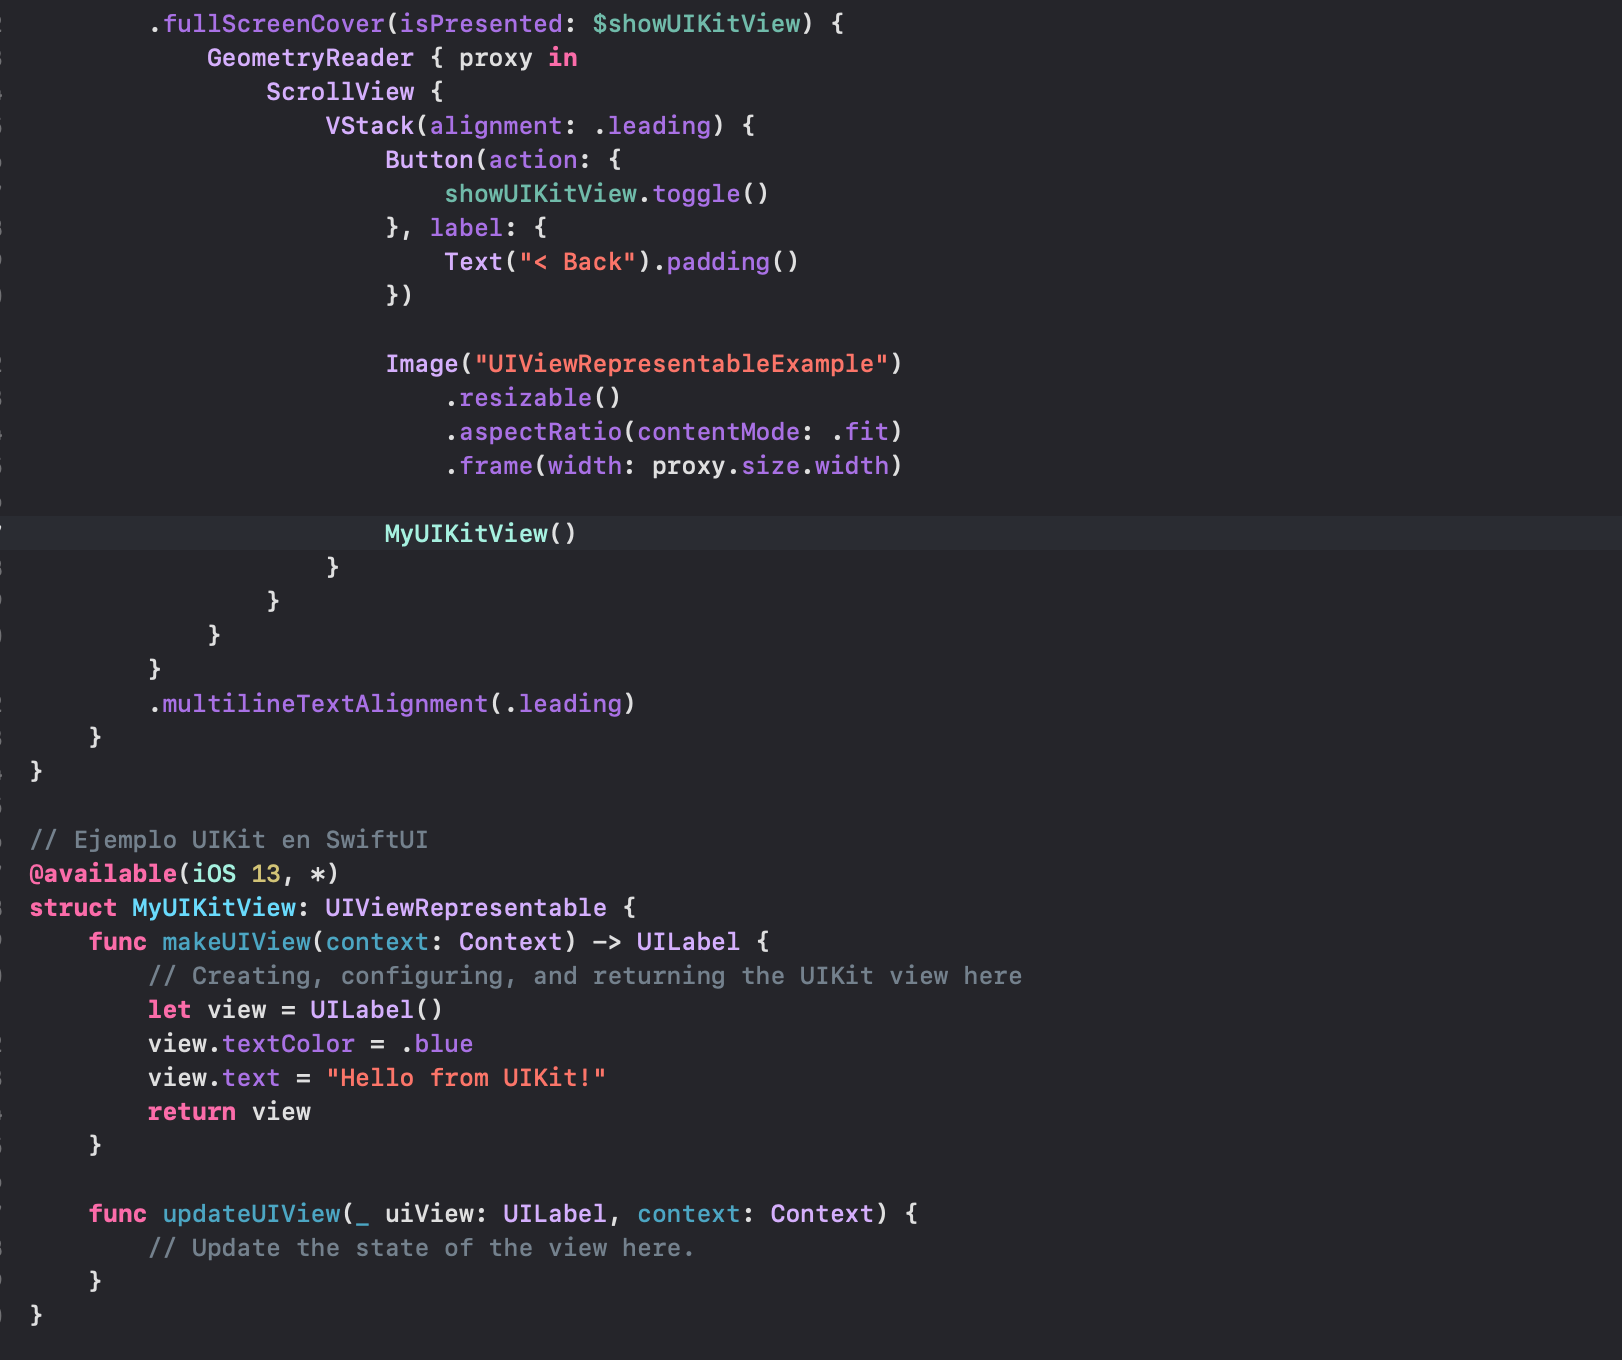 .fullScreenCover(isPresented: $showUIKitView) {
GeometryReader { proxy in
ScrollView {
VStack(alignment: .leading) {
Button(action: {
showUIKitView.toggle()
}, label: {
Text("< Back").padding()
})
Image("UIViewRepresentableExample")
.resizable()
.aspectRatio(contentMode: .fit)
.frame(width: proxy.size.width)
MyUIKitView()
}
}
}
}
.multilineTextAlignment(.leading)
}
}
// Ejemplo UIKit en SwiftUI
@available(iOS 13, *)
struct MyUIKitView: UIViewRepresentable {
func makeUIView(context: Context) -> UILabel {
// Creating, configuring, and returning the UIKit view here
let view = UILabel()
view.textColor = .blue
view.text = "Hello from UIKit!"
return view
}
func updateUIView(_ uiView: UILabel, context: Context) {
// Update the state of the view here.
}
}